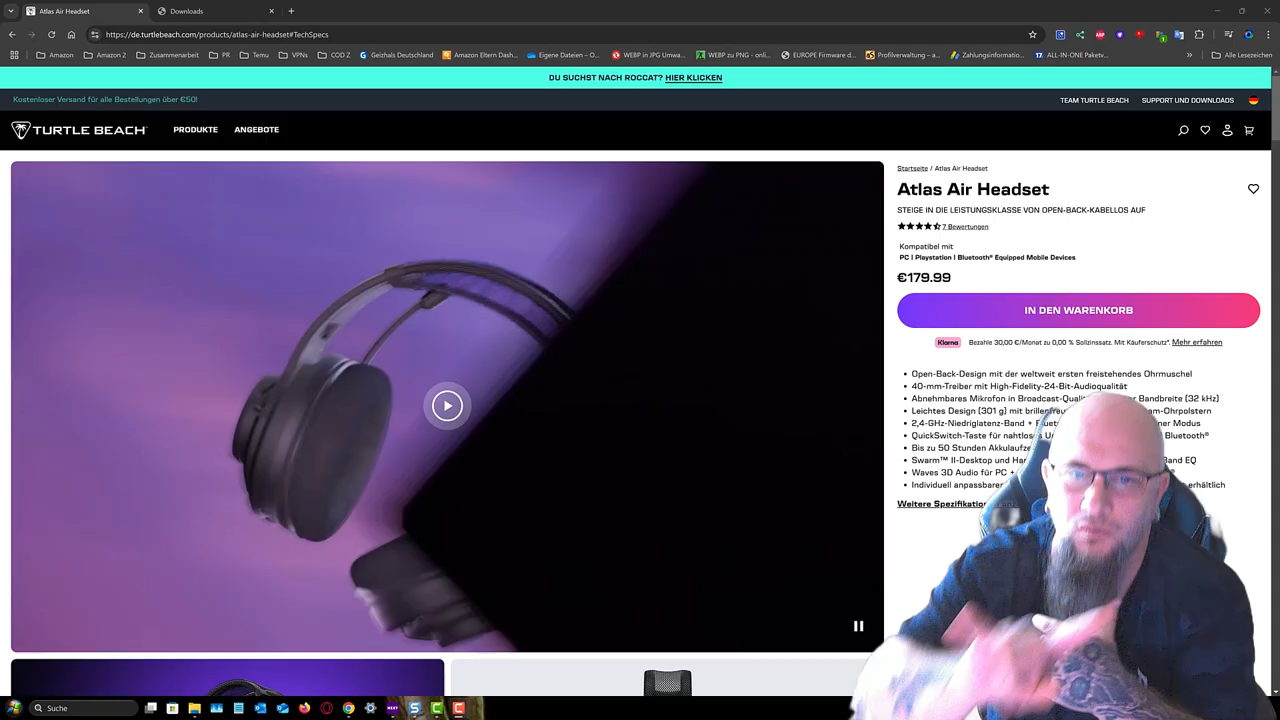 Atlas Air Headset
Downloads
https://de.turtlebeach.com/products/atlas-air-headset#TechSpecs
Amazon
Amazon 2
Zusammenarbeit
PR
Temu
COD Z
Geizhals Deutschland
Amazon Eltern Dash...
Eigene Dateien – O...
WEBP in JPG Umwa...
WEBP zu PNG - onli...
EUROPE Firmware d...
Profilverwaltung – a...
Zahlungsinformatio...
ALL-IN-ONE Paketv...
Alle Lesezeichen
DU SUCHST NACH ROCCAT? HIER KLICKEN
Kostenloser Versand für alle Bestellungen über €50!
TEAM TURTLE BEACH
SUPPORT UND DOWNLOADS
TURTLE BEACH
PRODUKTE
ANGEBOTE
Startseite / Atlas Air Headset
Atlas Air Headset
STEIGE IN DIE LEISTUNGSKLASSE VON OPEN-BACK-KABELLOS AUF
7 Bewertungen
Kompatibel mit
PC | Playstation | Bluetooth® Equipped Mobile Devices
€179.99
IN DEN WARENKORB
Klarna Bezahle 30,00 €/Monat zu 0,00 % Sollzinssatz. Mit Käuferschutz*. Mehr erfahren
Open-Back-Design mit der weltweit ersten freistehendes Ohrmuschel
40-mm-Treiber mit High-Fidelity-24-Bit-Audioqualität
Abnehmbares Mikrofon in Broadcast-Qual Bandbreite (32 kHz)
Leichtes Design (301 g) mit brillenfre am-Ohrpolstern
2,4-GHz-Niedriglatenz-Band + ner Modus
QuickSwitch-Taste für nahtlos Bluetooth®
Bis zu 50 Stunden Akkulaufze
Swarm™ II-Desktop und Ha Band EQ
Waves 3D Audio für PC +
Individuell anpassbare erhältlich
Weitere Spezifikation
Suche